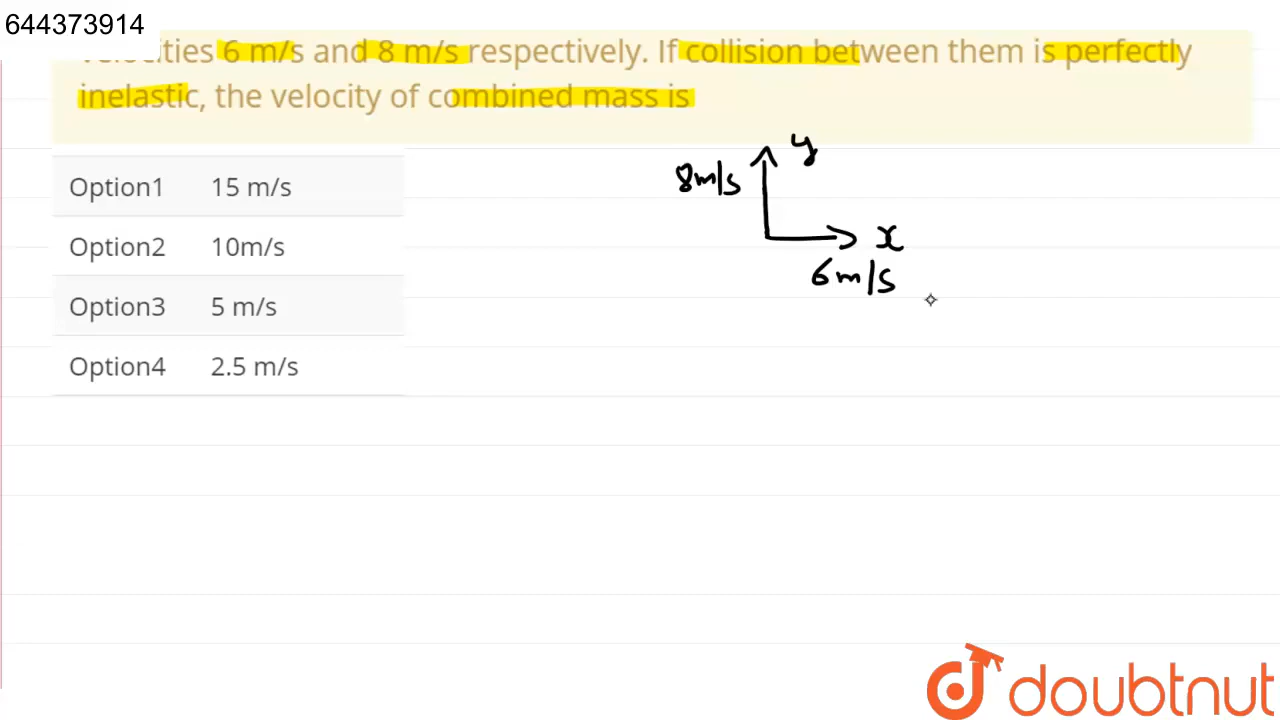 644373914
velocities 6 m/s and 8 m/s respectively. If collision between them is perfectly
inelastic, the velocity of combined mass is
Option1 15 m/s
Option2 10m/s
Option3 5 m/s
Option4 2.5 m/s
y
8m/s
x
6m/s
doubtnut